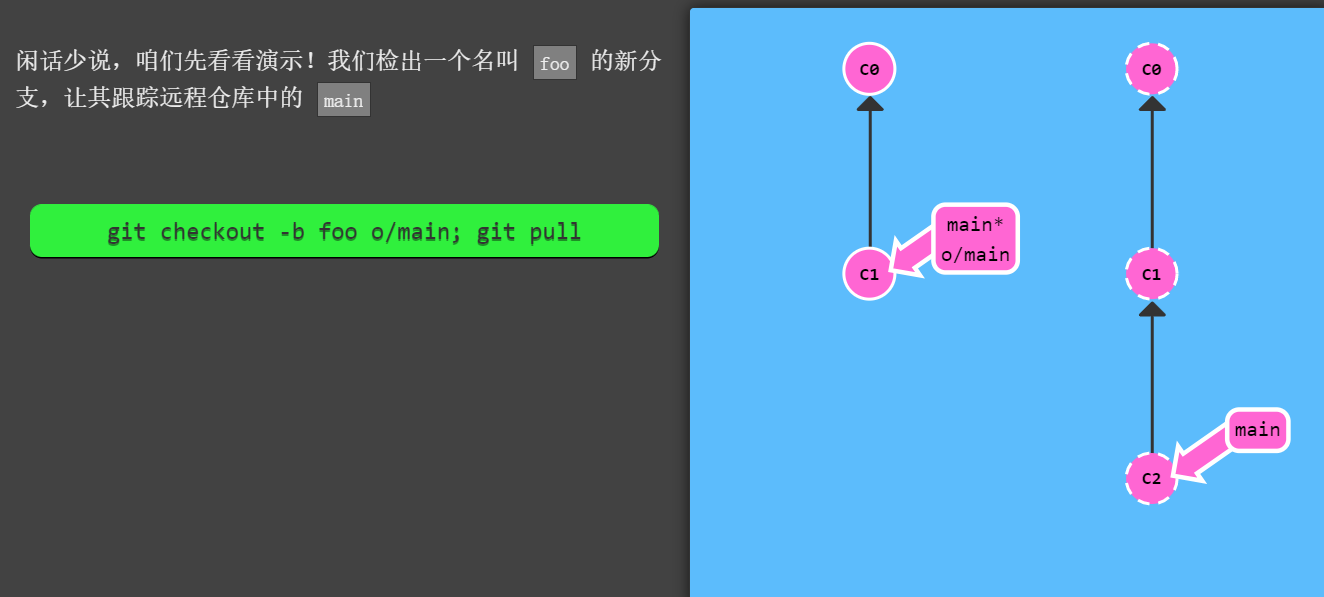 闲话少说，咱们先看看演示！我们检出一个名叫 foo 的新分
支，让其跟踪远程仓库中的 main
git checkout -b foo o/main; git pull
C0
C0
main*
o/main
C1
C1
main
C2